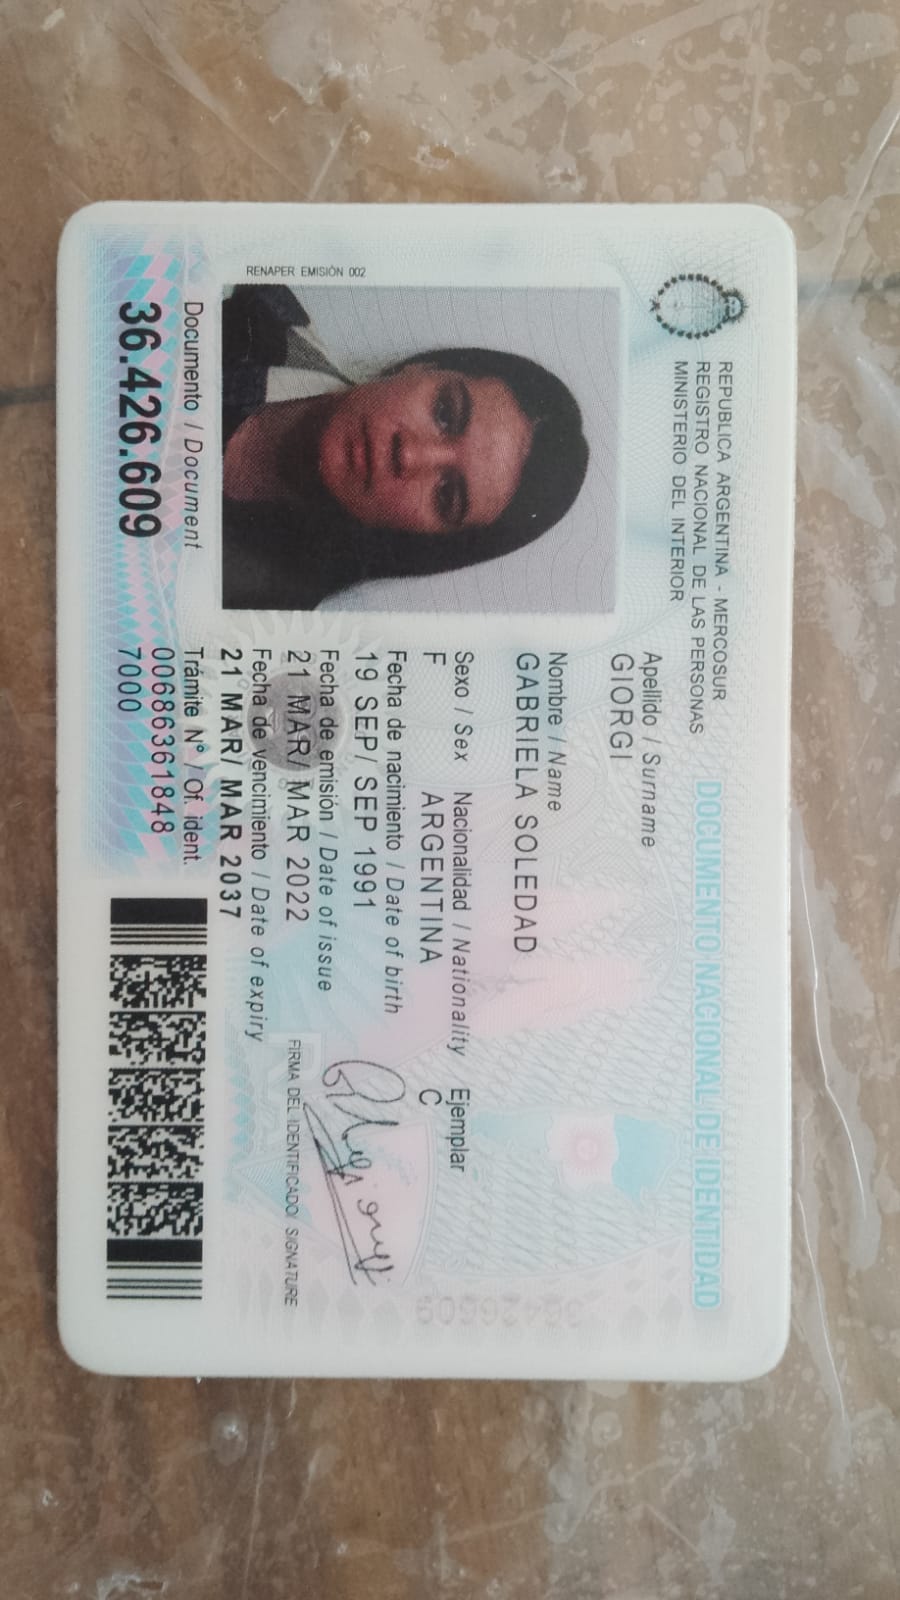 REPUBLICA ARGENTINA - MERCOSUR
REGISTRO NACIONAL DE LAS PERSONAS
MINISTERIO DEL INTERIOR
DOCUMENTO NACIONAL DE IDENTIDAD
Apellido / Surname
GIORGI
Nombre / Name
GABRIELA SOLEDAD
Sexo / Sex Nacionalidad / Nationality Ejemplar
F ARGENTINA C
Fecha de nacimiento / Date of birth
19 SEP/ SEP 1991
Fecha de emisión / Date of issue
21 MAR/ MAR 2022
Fecha de vencimiento / Date of expiry
21 MAR/ MAR 2037
FIRMA DEL IDENTIFICADO/ SIGNATURE
RENAPER EMISIÓN 002
Documento / Document
36.426.609
Trámite N° / Of. ident.
00686361848
7000
36426609